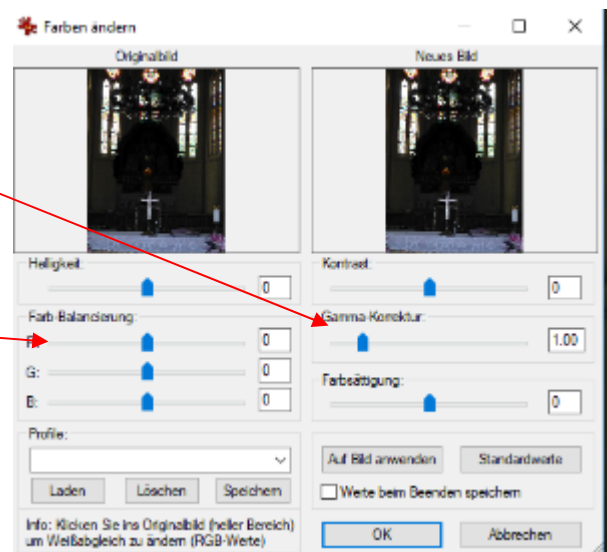 Farben ändern
Originalbild
Neues Bild
Helligkeit:
0
Kontrast:
0
Farb-Balancierung:
R:
0
G:
0
B:
0
Gamma-Korrektur:
1.00
Farbsättigung:
0
Profile:
Laden
Löschen
Speichern
Auf Bild anwenden
Standardwerte
Werte beim Beenden speichern
Info: Klicken Sie ins Originalbild (heller Bereich)
um Weißabgleich zu ändern (RGB-Werte)
OK
Abbrechen